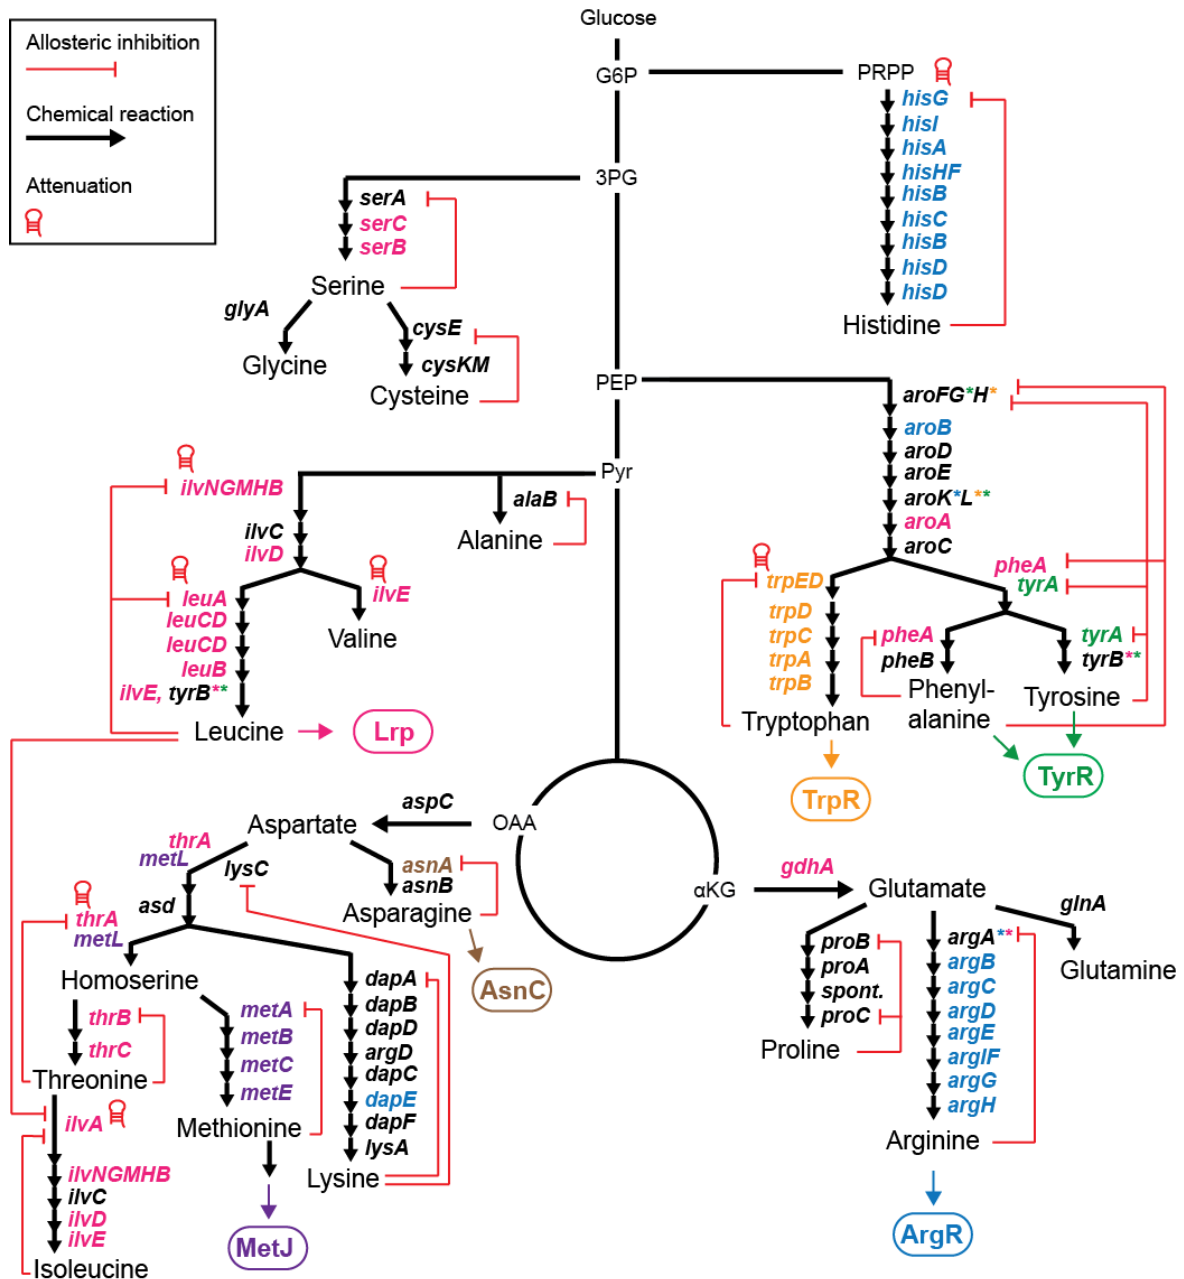 Allosteric inhibition
Chemical reaction
Attenuation
Glucose
G6P
PRPP
hisG
hisI
hisA
hisHF
hisB
hisC
hisB
hisD
hisD
Histidine
3PG
serA
serC
serB
Serine
glyA
Glycine
cysE
cysKM
Cysteine
PEP
aroFG*H*
aroB
aroD
aroE
aroK*L**
aroA
aroC
Pyr
ilvNGMHB
ilvC
ilvD
alaB
Alanine
leuA
leuCD
leuCD
leuB
ilvE, tyrB**
Leucine
Lrp
ilvE
Valine
trpED
trpD
trpC
trpA
trpB
Tryptophan
TrpR
pheA
tyrA
pheA
pheB
Phenyl-
alanine
tyrA
tyrB**
Tyrosine
TyrR
OAA
aspC
Aspartate
thrA
metL
lysC
asnA
asnB
Asparagine
AsnC
asd
thrA
metL
Homoserine
thrB
thrC
Threonine
ilvA
ilvNGMHB
ilvC
ilvD
ilvE
Isoleucine
metA
metB
metC
metE
Methionine
MetJ
dapA
dapB
dapD
argD
dapC
dapE
dapF
lysA
Lysine
αKG
gdhA
Glutamate
proB
proA
spont.
proC
Proline
argA**
argB
argC
argD
argE
argIF
argG
argH
Arginine
ArgR
glnA
Glutamine